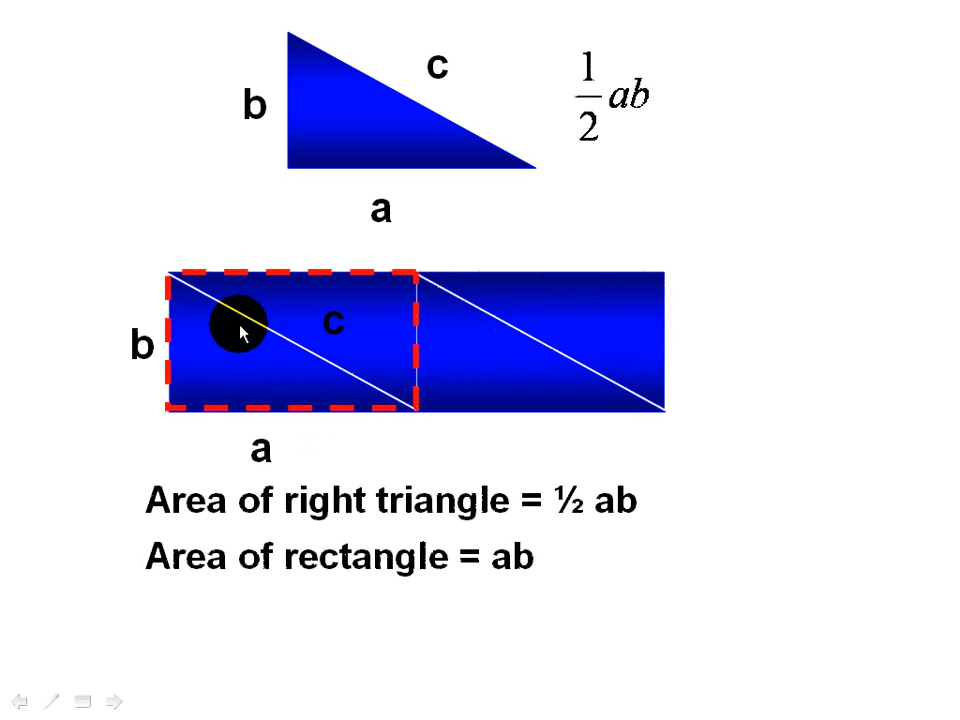 c
b
½ ab
a
c
b
a
Area of right triangle = ½ ab
Area of rectangle = ab